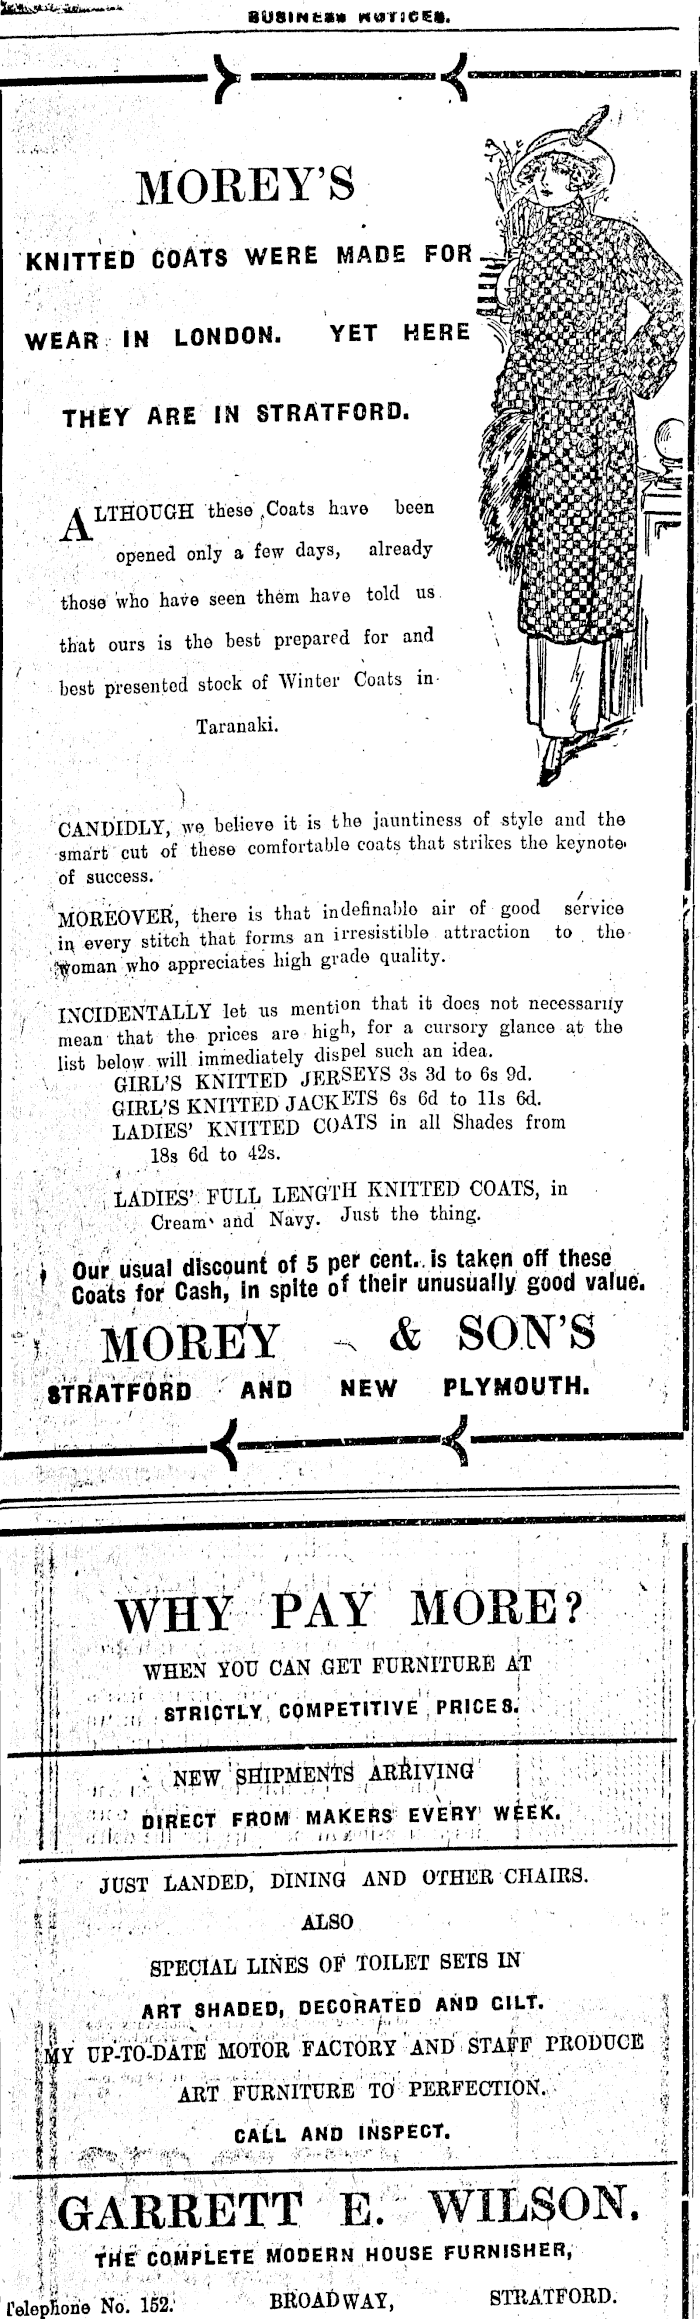 BUSINESS NOTICES.
MOREY'S
KNITTED COATS WERE MADE FOR
WEAR IN LONDON. YET HERE
THEY ARE IN STRATFORD.
ALTHOUGH these Coats have been
opened only a few days, already
those who have seen them have told us
that ours is the best prepared for and
best presented stock of Winter Coats in
Taranaki.
CANDIDLY, we believe it is the jauntiness of style and the
smart cut of these comfortable coats that strikes the keynote
of success.
MOREOVER, there is that indefinable air of good service
in every stitch that forms an irresistible attraction to the
woman who appreciates high grade quality.
INCIDENTALLY let us mention that it does not necessarily
mean that the prices are high, for a cursory glance at the
list below will immediately dispel such an idea.
GIRL'S KNITTED JERSEYS 3s 3d to 6s 9d.
GIRL'S KNITTED JACKETS 6s 6d to 11s 6d.
LADIES' KNITTED COATS in all Shades from
18s 6d to 42s.
LADIES' FULL LENGTH KNITTED COATS, in
Cream and Navy. Just the thing.
Our usual discount of 5 per cent. is taken off these
Coats for Cash, in spite of their unusually good value.
MOREY & SON'S
STRATFORD AND NEW PLYMOUTH.
WHY PAY MORE?
WHEN YOU CAN GET FURNITURE AT
STRICTLY COMPETITIVE PRICES.
NEW SHIPMENTS ARRIVING
DIRECT FROM MAKERS EVERY WEEK.
JUST LANDED, DINING AND OTHER CHAIRS.
ALSO
SPECIAL LINES OF TOILET SETS IN
ART SHADED, DECORATED AND GILT.
MY UP-TO-DATE MOTOR FACTORY AND STAFF PRODUCE
ART FURNITURE TO PERFECTION.
CALL AND INSPECT.
GARRETT E. WILSON.
THE COMPLETE MODERN HOUSE FURNISHER,
Telephone No. 152. BROADWAY, STRATFORD.